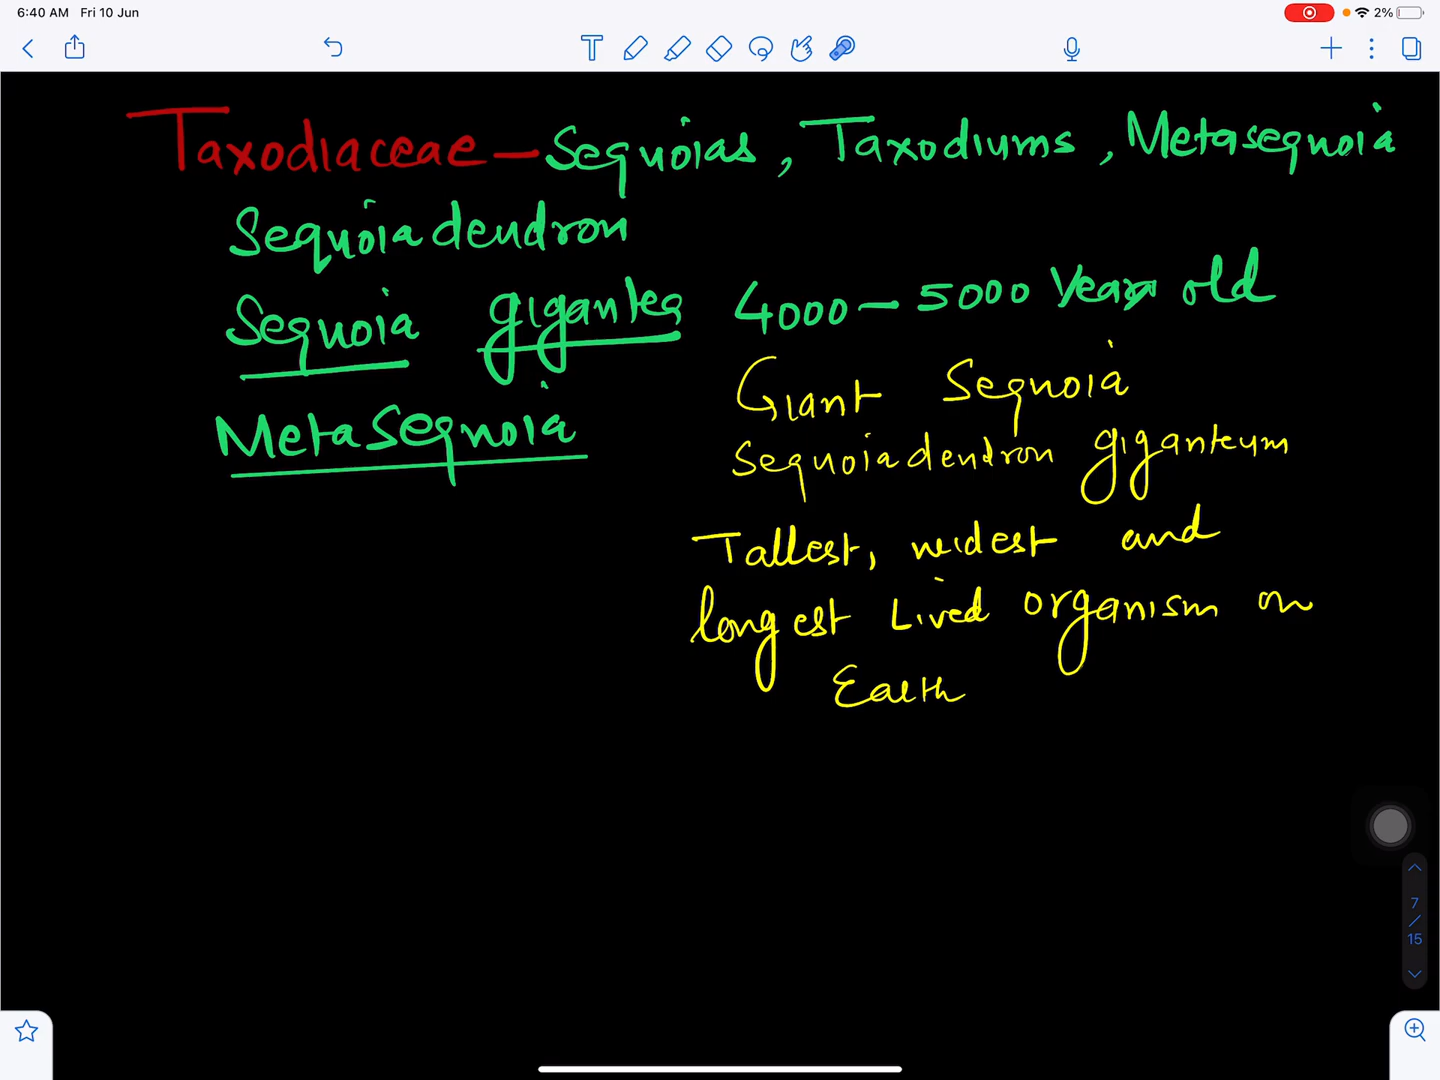 6:40 AM Fri 10 Jun 2%
Taxodiaceae - Sequoias, Taxodiums, Metasequoia
Sequoiadendron
Sequoia gigantea 4000 - 5000 Years old
Giant Sequoia
Metasequoia
Sequoiadendron giganteum
Tallest, widest and
longest Lived organism on
Earth
7
/
15